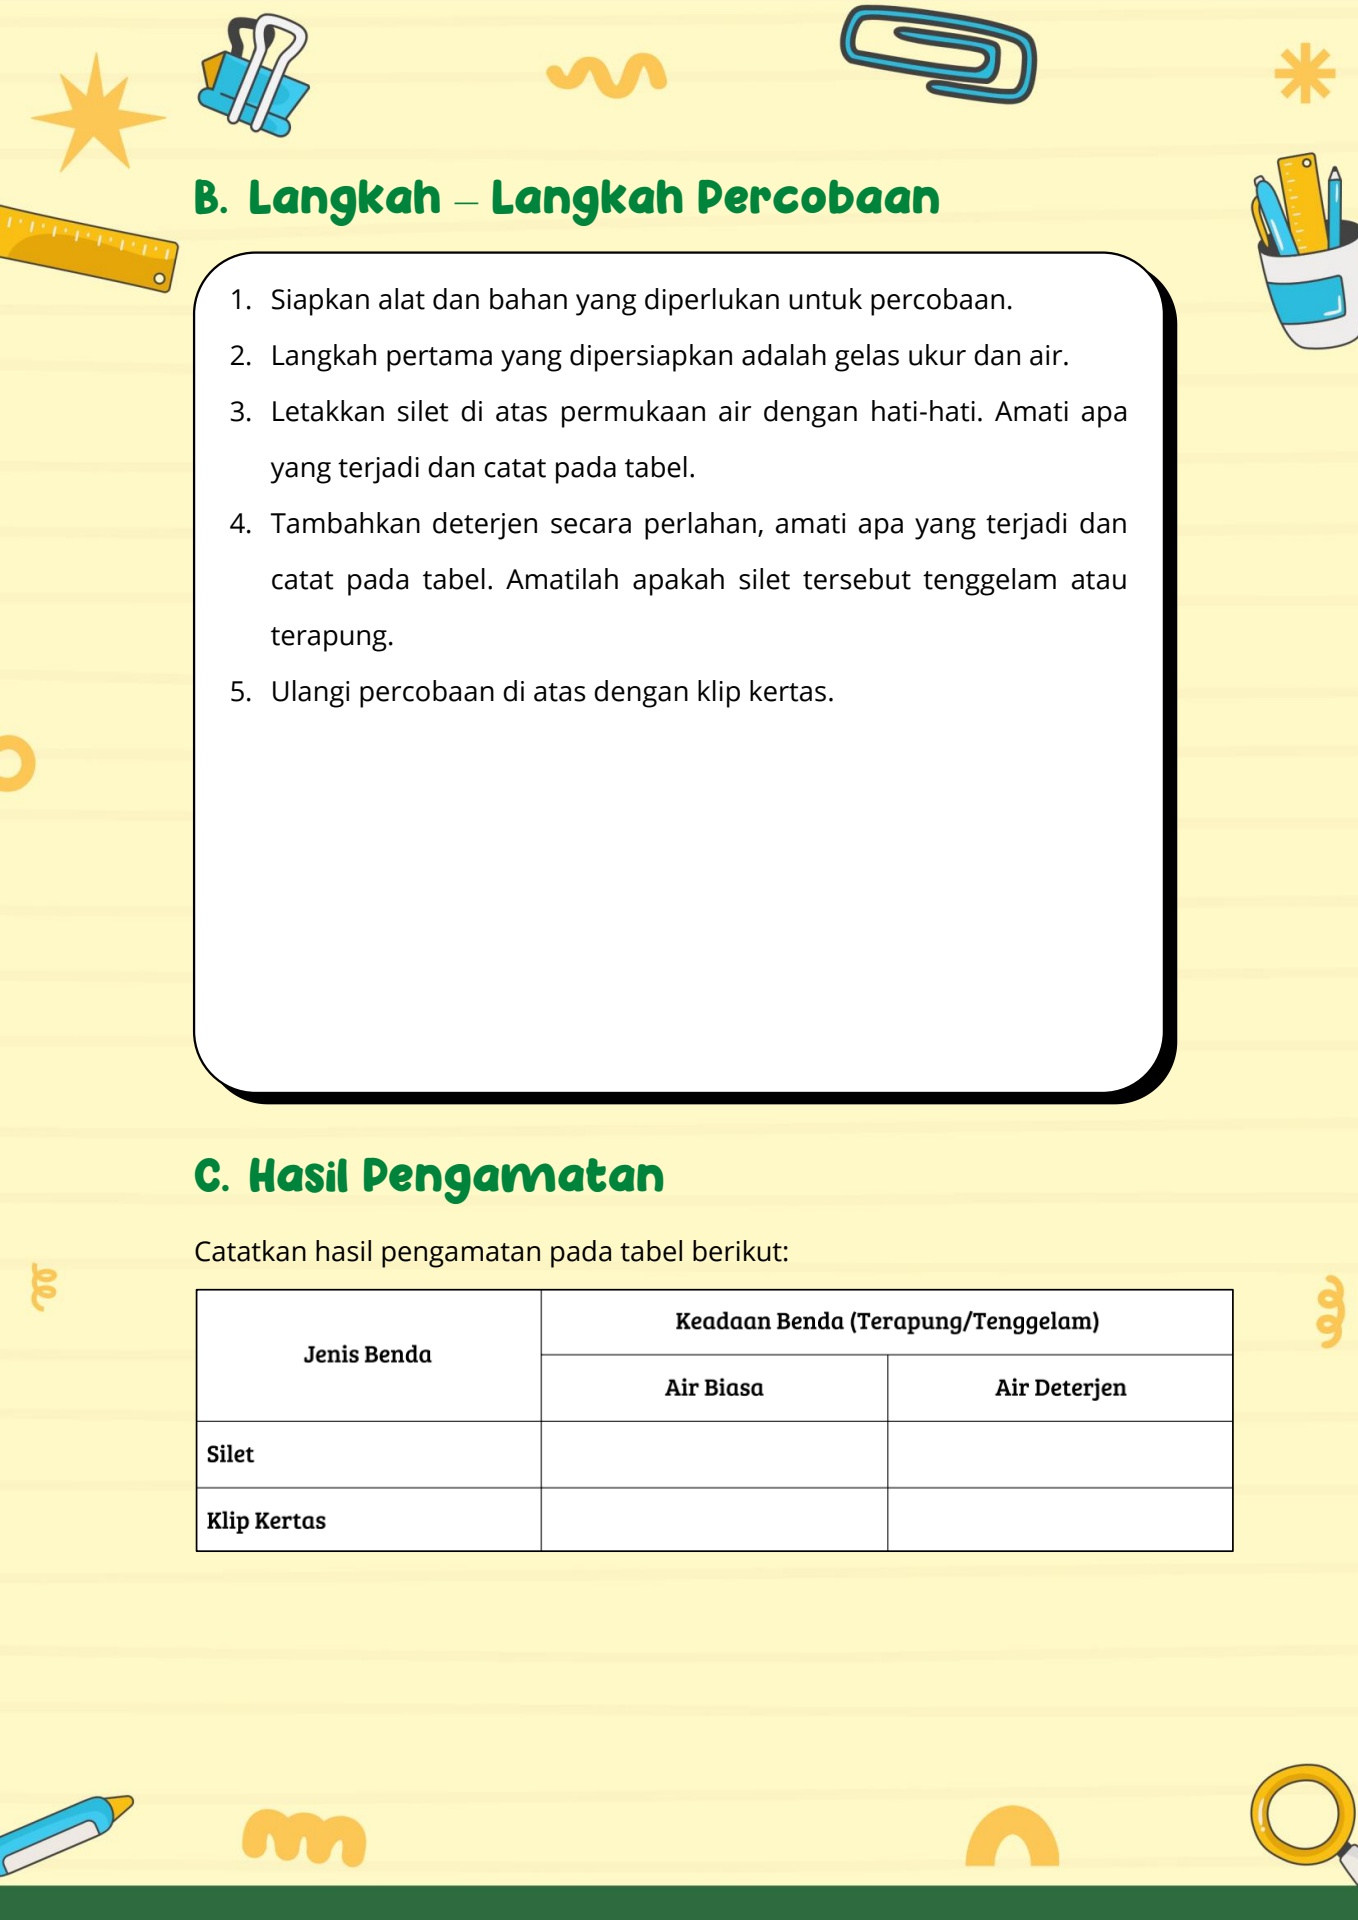 B. Langkah – Langkah Percobaan
1. Siapkan alat dan bahan yang diperlukan untuk percobaan.
2. Langkah pertama yang dipersiapkan adalah gelas ukur dan air.
3. Letakkan silet di atas permukaan air dengan hati-hati. Amati apa
yang terjadi dan catat pada tabel.
4. Tambahkan deterjen secara perlahan, amati apa yang terjadi dan
catat pada tabel. Amatilah apakah silet tersebut tenggelam atau
terapung.
5. Ulangi percobaan di atas dengan klip kertas.
C. Hasil Pengamatan
Catatkan hasil pengamatan pada tabel berikut:
Jenis Benda
Keadaan Benda (Terapung/Tenggelam)
Air Biasa
Air Deterjen
Silet
Klip Kertas